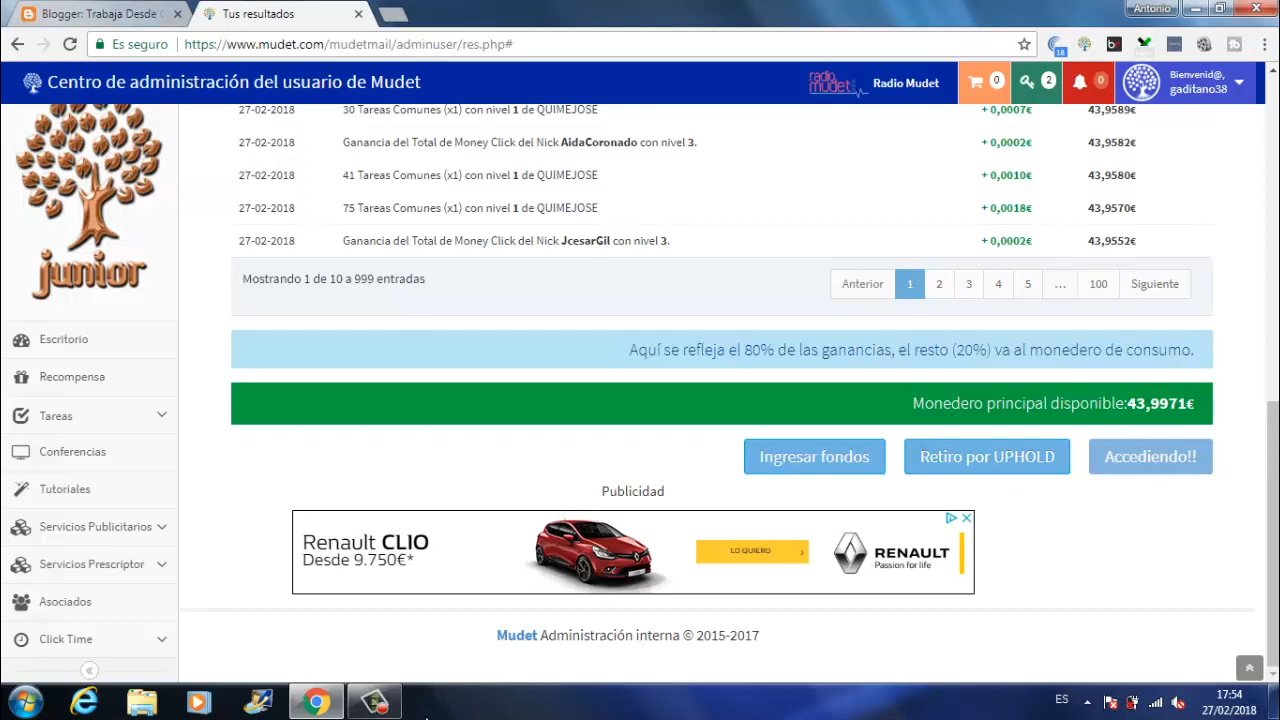 Blogger: Trabaja Desde C
Tus resultados
Antonio
Es seguro
https://www.mudet.com/mudetmail/adminuser/res.php#
18
Centro de administración del usuario de Mudet
radio mudet
Radio Mudet
0
2
0
Bienvenid@,
gaditano38
27-02-2018 30 Tareas Comunes (x1) con nivel 1 de QUIMEJOSE + 0,0007€ 43,9589€
27-02-2018 Ganancia del Total de Money Click del Nick AidaCoronado con nivel 3. + 0,0002€ 43,9582€
27-02-2018 41 Tareas Comunes (x1) con nivel 1 de QUIMEJOSE + 0,0010€ 43,9580€
27-02-2018 75 Tareas Comunes (x1) con nivel 1 de QUIMEJOSE + 0,0018€ 43,9570€
27-02-2018 Ganancia del Total de Money Click del Nick JcesarGil con nivel 3. + 0,0002€ 43,9552€
Mostrando 1 de 10 a 999 entradas
Anterior 1 2 3 4 5 ... 100 Siguiente
Aquí se refleja el 80% de las ganancias, el resto (20%) va al monedero de consumo.
Monedero principal disponible:43,9971€
Ingresar fondos
Retiro por UPHOLD
Accediendo!!
junior
Escritorio
Recompensa
Tareas
Conferencias
Tutoriales
Servicios Publicitarios
Servicios Prescriptor
Asociados
Click Time
Publicidad
Renault CLIO
Desde 9.750€*
LO QUIERO
RENAULT
Passion for life
Mudet Administración interna © 2015-2017
ES
17:54
27/02/2018